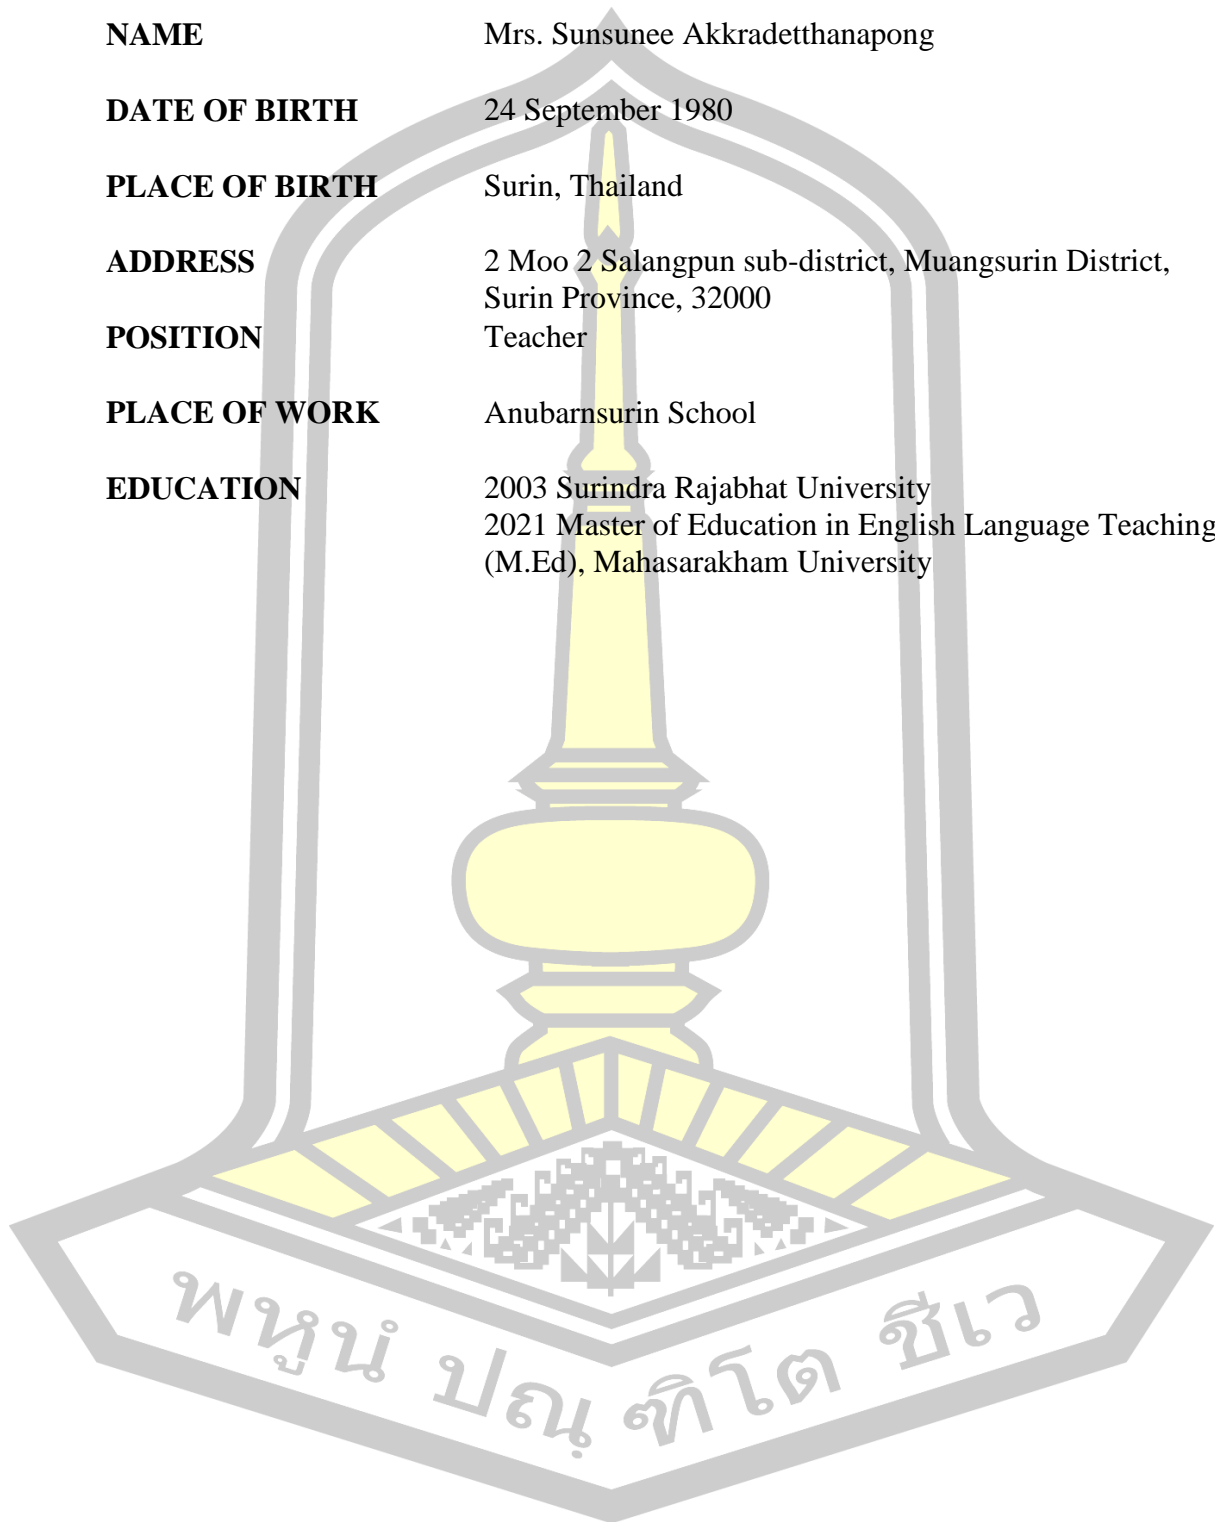 NAME Mrs. Sunsunee Akkradetthanapong
DATE OF BIRTH 24 September 1980
PLACE OF BIRTH Surin, Thailand
ADDRESS 2 Moo 2 Salangpun sub-district, Muangsurin District,
Surin Province, 32000
POSITION Teacher
PLACE OF WORK Anubarnsurin School
EDUCATION 2003 Surindra Rajabhat University
2021 Master of Education in English Language Teaching
(M.Ed), Mahasarakham University
พหูนํ ปณฺ ฑิโต ชีเว